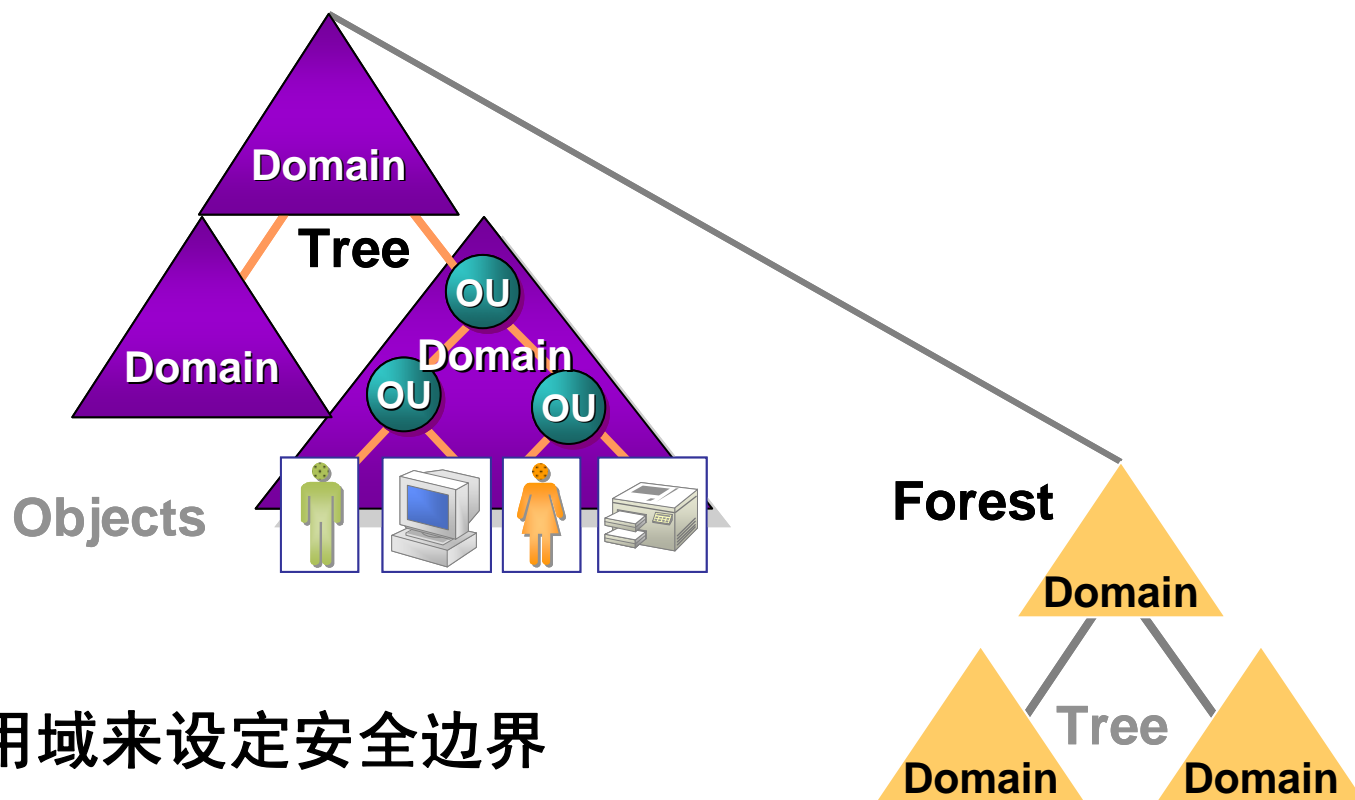 Domain
Tree
Domain
OU
Domain
OU
OU
Objects
Forest
Domain
Tree
Domain
Domain
用域来设定安全边界